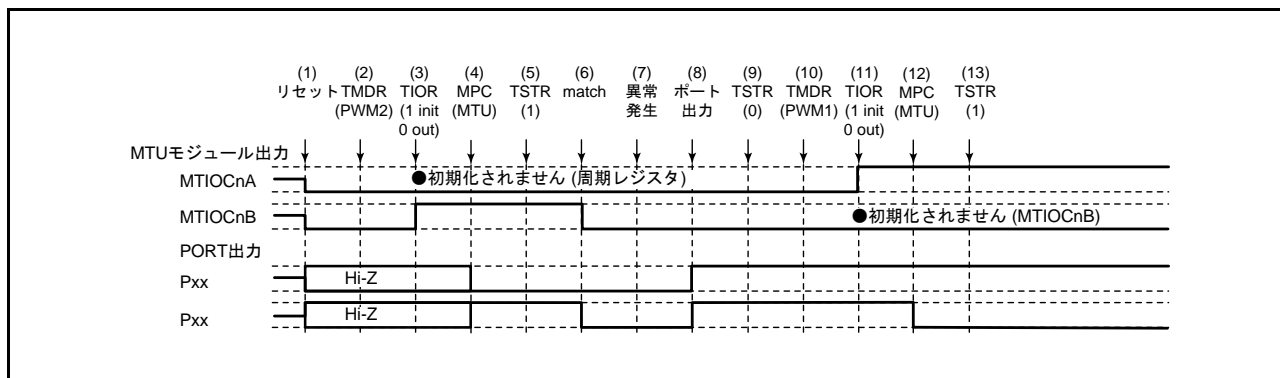 (1) (2) (3) (4) (5) (6) (7) (8) (9) (10) (11) (12) (13)
リセット TMDR TIOR MPC TSTR match 異常 ポート TSTR TMDR TIOR MPC TSTR
(PWM2) (1 init (MTU) (1) 発生 出力 (0) (PWM1) (1 init (MTU) (1)
0 out) 0 out)
MTUモジュール出力
MTIOCnA ●初期化されません (周期レジスタ)
MTIOCnB ●初期化されません (MTIOCnB)
PORT出力
Pxx Hi-Z
Pxx Hi-Z